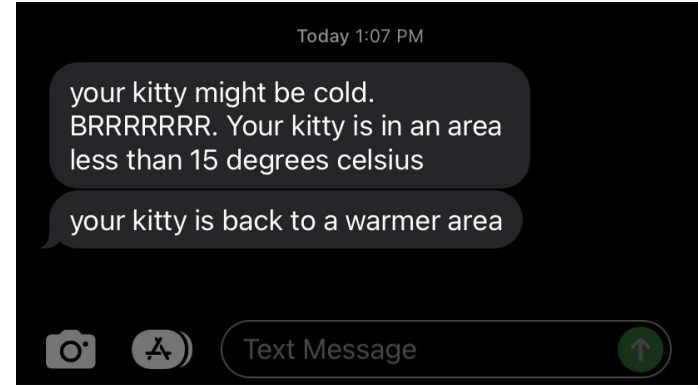 Today 1:07 PM
your kitty might be cold.
BRRRRRRR. Your kitty is in an area
less than 15 degrees celsius
your kitty is back to a warmer area
Text Message